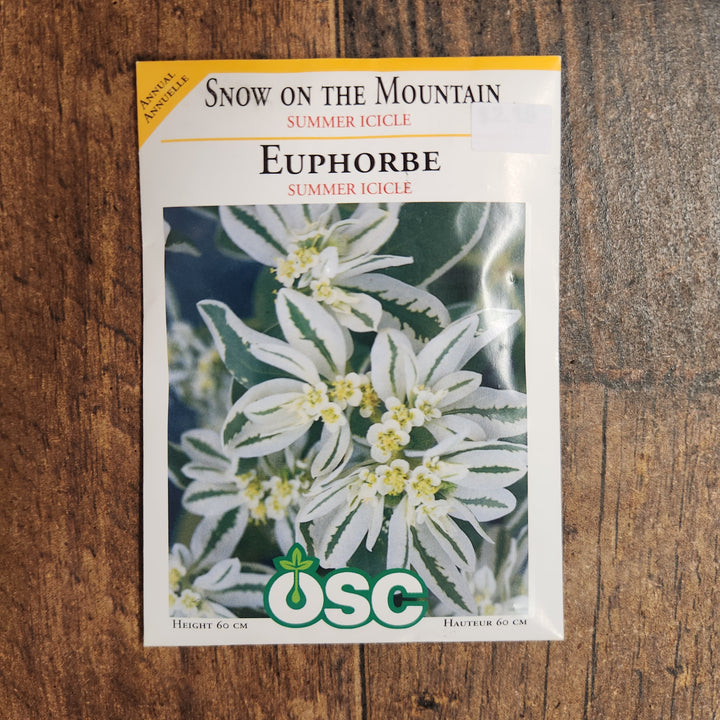 ANNUAL
ANNUELLE
SNOW ON THE MOUNTAIN
SUMMER ICICLE
EUPHORBE
SUMMER ICICLE
OSC
HEIGHT 60 CM
HAUTEUR 60 CM